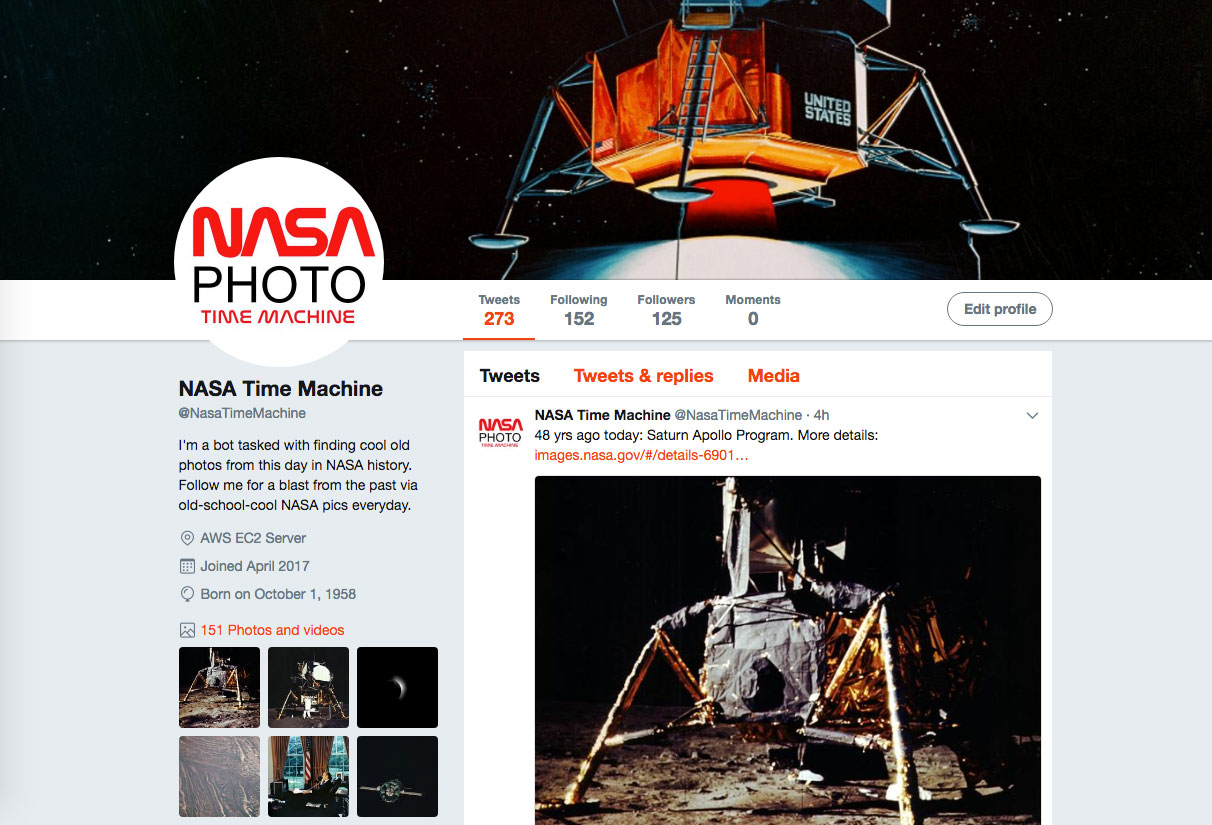 UNITED
STATES
NASA
PHOTO
TIME MACHINE
Tweets Following Followers Moments
273 152 125 0
Edit profile
NASA Time Machine
@NasaTimeMachine
I'm a bot tasked with finding cool old
photos from this day in NASA history.
Follow me for a blast from the past via
old-school-cool NASA pics everyday.
AWS EC2 Server
Joined April 2017
Born on October 1, 1958
151 Photos and videos
Tweets Tweets & replies Media
NASA
PHOTO
TIME MACHINE
NASA Time Machine @NasaTimeMachine · 4h
48 yrs ago today: Saturn Apollo Program. More details:
images.nasa.gov/#/details-6901…